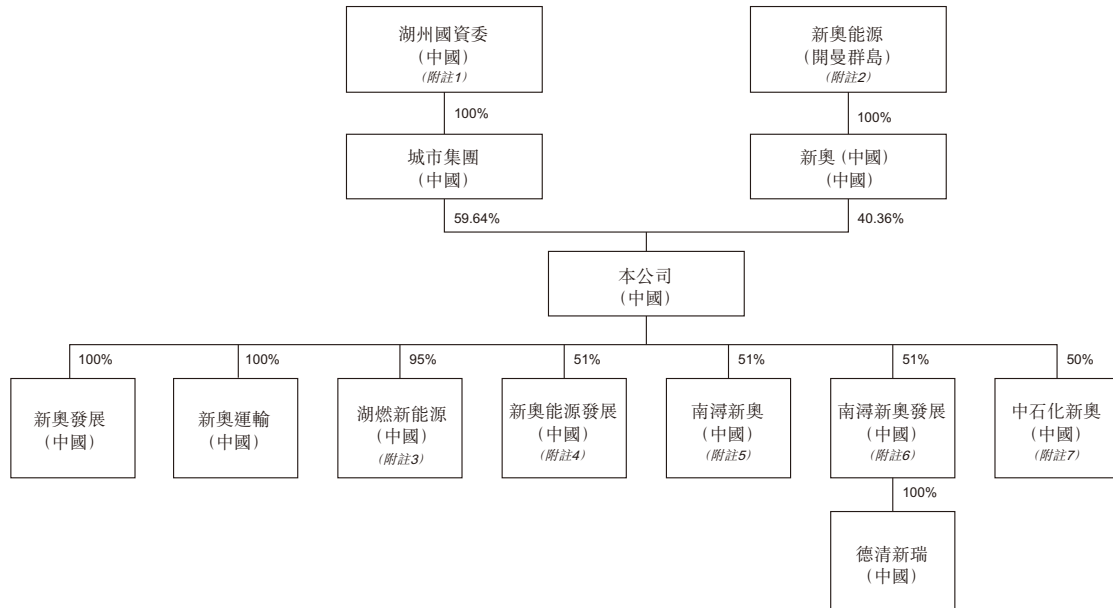 湖州國資委
(中國)
(附註1)
新奧能源
(開曼群島)
(附註2)
100%
100%
城市集團
(中國)
新奧 (中國)
(中國)
59.64%
40.36%
本公司
(中國)
100%
100%
95%
51%
51%
51%
50%
新奧發展
(中國)
新奧運輸
(中國)
湖燃新能源
(中國)
(附註3)
新奧能源發展
(中國)
(附註4)
南潯新奧
(中國)
(附註5)
南潯新奧發展
(中國)
(附註6)
中石化新奧
(中國)
(附註7)
100%
德清新瑞
(中國)